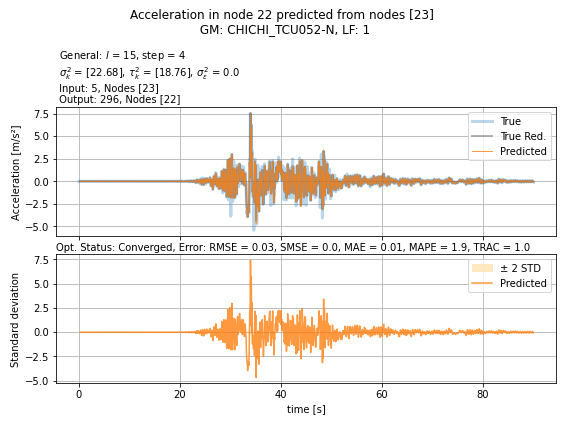 Acceleration in node 22 predicted from nodes [23]
GM: CHICHI_TCU052-N, LF: 1
General: l = 15, step = 4
σ²ₖ = [22.68], τ²ₖ = [18.76], σ²_ε = 0.0
Input: 5, Nodes [23]
Output: 296, Nodes [22]
7.5
5.0
2.5
0.0
−2.5
−5.0
Acceleration [m/s²]
True
True Red.
Predicted
Opt. Status: Converged, Error: RMSE = 0.03, SMSE = 0.0, MAE = 0.01, MAPE = 1.9, TRAC = 1.0
7.5
5.0
2.5
0.0
−2.5
−5.0
Standard deviation
± 2 STD
Predicted
0 20 40 60 80
time [s]